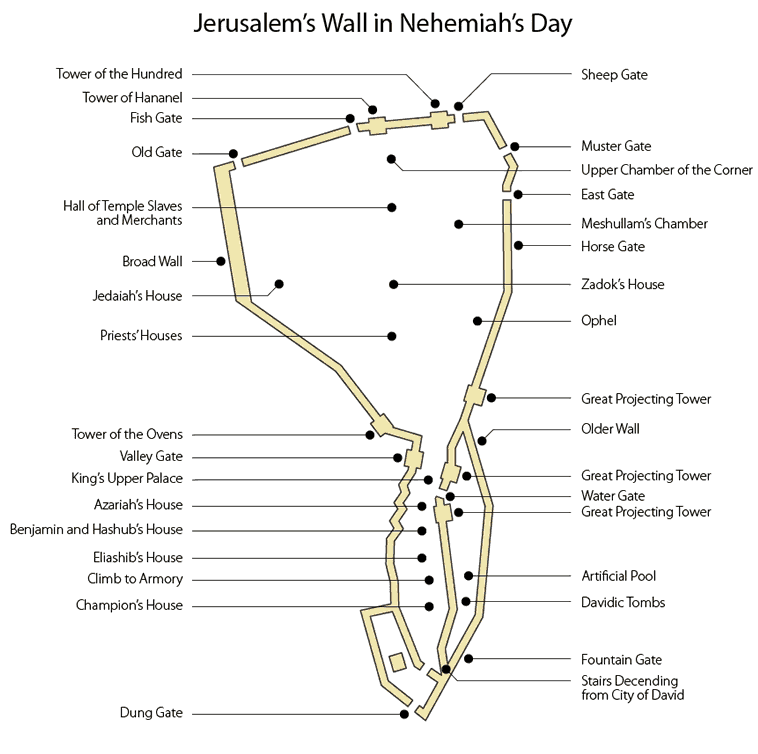 Jerusalem's Wall in Nehemiah's Day
Tower of the Hundred
Tower of Hananel
Fish Gate
Old Gate
Hall of Temple Slaves
and Merchants
Broad Wall
Jedaiah's House
Priests' Houses
Tower of the Ovens
Valley Gate
King's Upper Palace
Azariah's House
Benjamin and Hashub's House
Eliashib's House
Climb to Armory
Champion's House
Dung Gate
Sheep Gate
Muster Gate
Upper Chamber of the Corner
East Gate
Meshullam's Chamber
Horse Gate
Zadok's House
Ophel
Great Projecting Tower
Older Wall
Great Projecting Tower
Water Gate
Great Projecting Tower
Artificial Pool
Davidic Tombs
Fountain Gate
Stairs Decending
from City of David